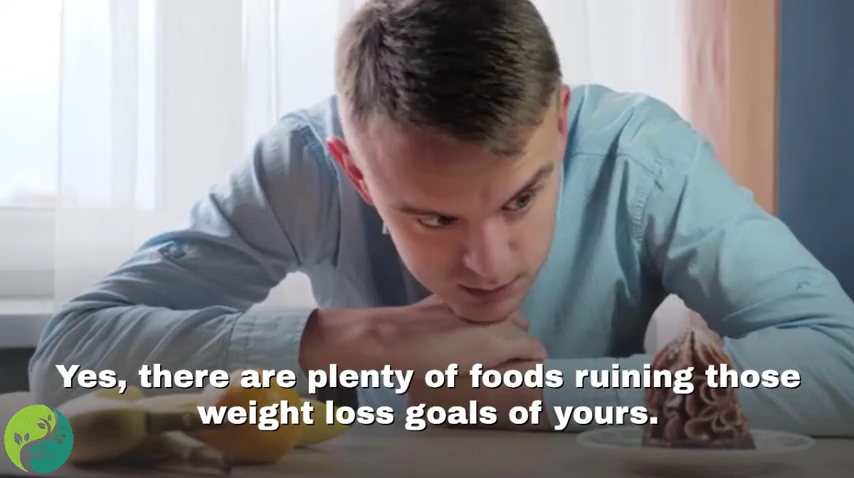 Yes, there are plenty of foods ruining those
weight loss goals of yours.